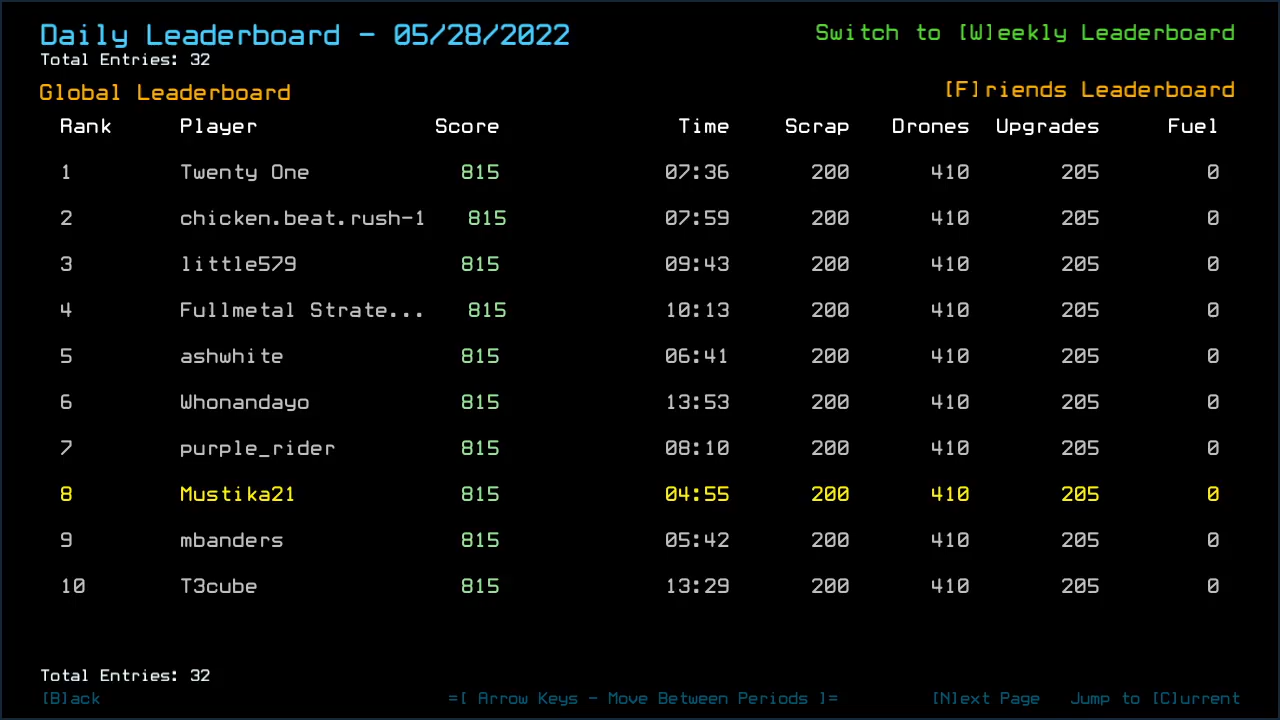 Daily Leaderboard - 05/28/2022 Switch to [W]eekly Leaderboard
Total Entries: 32
Global Leaderboard [F]riends Leaderboard
Rank Player Score Time Scrap Drones Upgrades Fuel
1 Twenty One 815 07:36 200 410 205 0
2 chicken.beat.rush-1 815 07:59 200 410 205 0
3 little579 815 09:43 200 410 205 0
4 Fullmetal Strate... 815 10:13 200 410 205 0
5 ashwhite 815 06:41 200 410 205 0
6 Whonandayo 815 13:53 200 410 205 0
7 purple_rider 815 08:10 200 410 205 0
8 Mustika21 815 04:55 200 410 205 0
9 mbanders 815 05:42 200 410 205 0
10 T3cube 815 13:29 200 410 205 0
Total Entries: 32
[B]ack =[ Arrow Keys - Move Between Periods ]= [N]ext Page Jump to [C]urrent